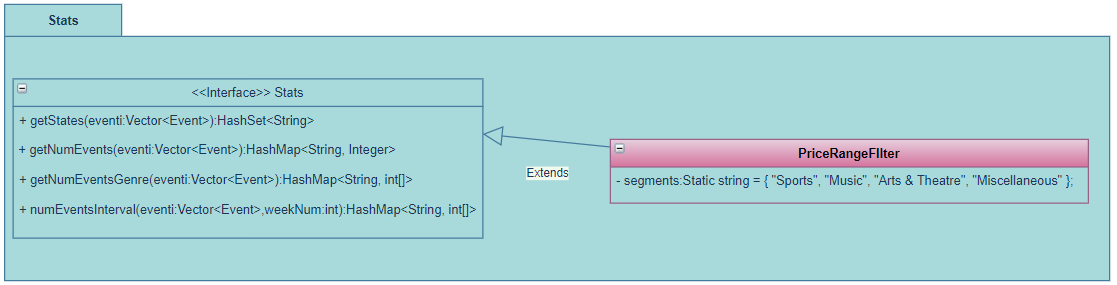 Stats
<<Interface>> Stats
+ getStates(eventi:Vector<Event>):HashSet<String>
+ getNumEvents(eventi:Vector<Event>):HashMap<String, Integer>
+ getNumEventsGenre(eventi:Vector<Event>):HashMap<String, int[]>
+ numEventsInterval(eventi:Vector<Event>,weekNum:int):HashMap<String, int[]>
Extends
PriceRangeFIlter
- segments:Static string = { "Sports", "Music", "Arts & Theatre", "Miscellaneous" };